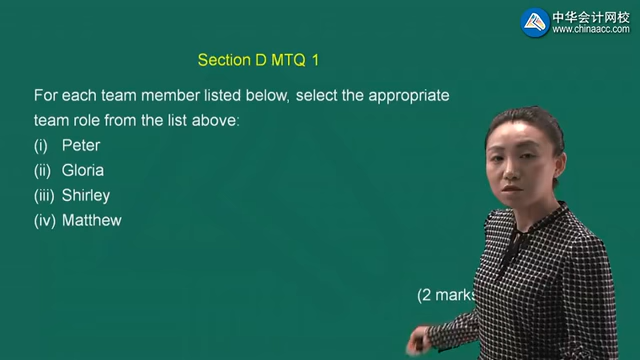 中华会计网校
www.chinaacc.com
Section D MTQ 1
For each team member listed below, select the appropriate
team role from the list above:
(i) Peter
(ii) Gloria
(iii) Shirley
(iv) Matthew
(2 marks